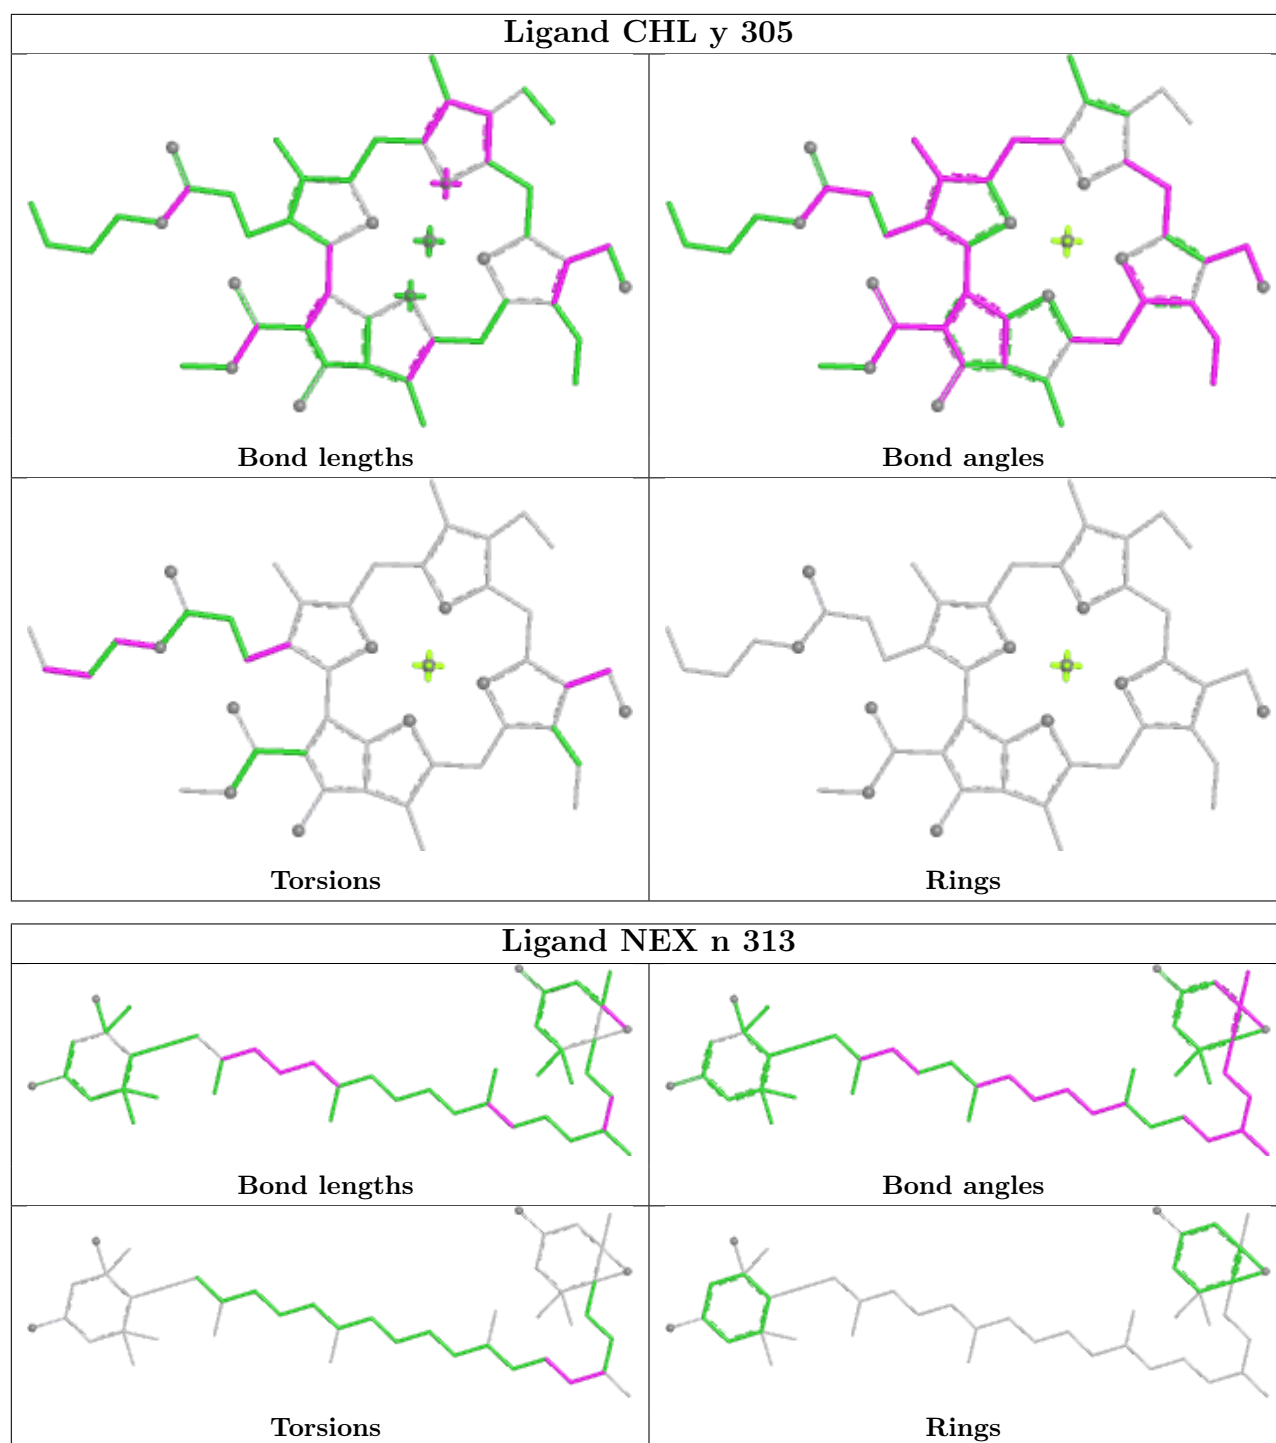 Ligand CHL y 305
Bond lengths
Bond angles
Torsions
Rings
Ligand NEX n 313
Bond lengths
Bond angles
Torsions
Rings